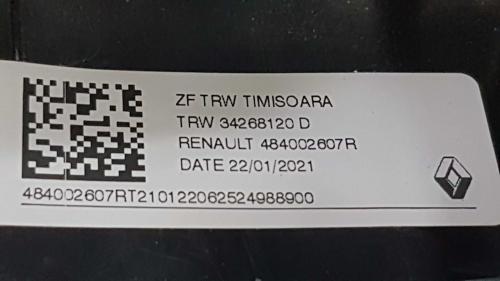 ZF TRW TIMISOARA
TRW 34268120 D
RENAULT 484002607R
DATE 22/01/2021
484002607RT210122062524988900